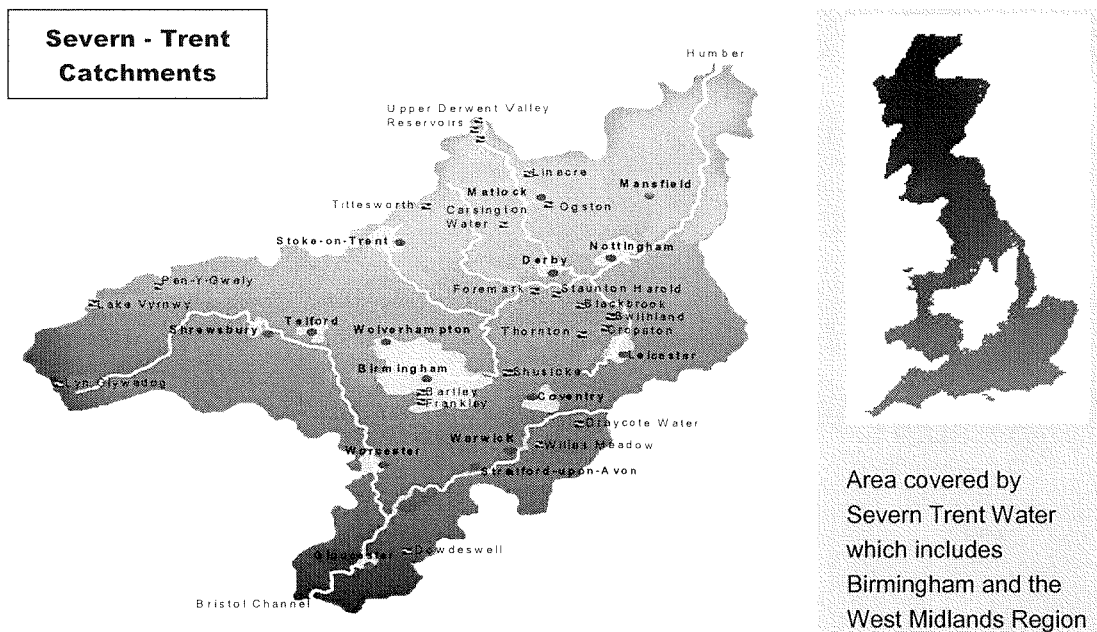 Severn - Trent
Catchments
Humber
Upper Derwent Valley
Reservoirs
Linacre
Matlock
Mansfield
Tittesworth
Carsington
Water
Ogston
Stoke-on-Trent
Nottingham
Derby
Pen-Y-Gwely
Foremark
Staunton Harold
Blackbrook
Lake Vyrnwy
Swithland
Shrewsbury
Telford
Wolverhampton
Thornton
Cropston
Leicester
Birmingham
Shustoke
Lyn Clywedog
Bartley
Frankley
Coventry
Draycote Water
Warwick
Willes Meadow
Worcester
Stratford-upon-Avon
Gloucester
Dowdeswell
Bristol Channel
Area covered by
Severn Trent Water
which includes
Birmingham and the
West Midlands Region